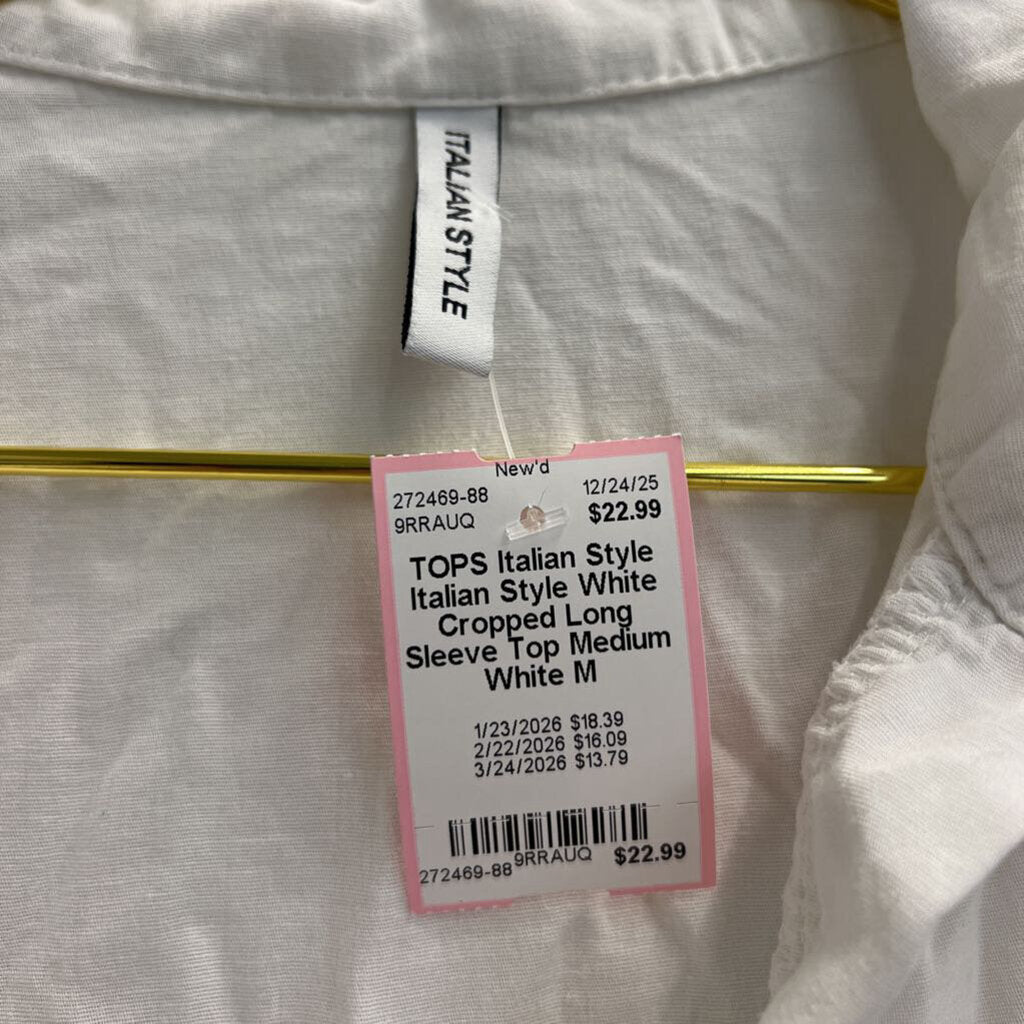 ITALIAN STYLE
New'd
272469-88 12/24/25
9RRAUQ $22.99
TOPS Italian Style
Italian Style White
Cropped Long
Sleeve Top Medium
White M
1/23/2026 $18.39
2/22/2026 $16.09
3/24/2026 $13.79
272469-88 9RRAUQ $22.99